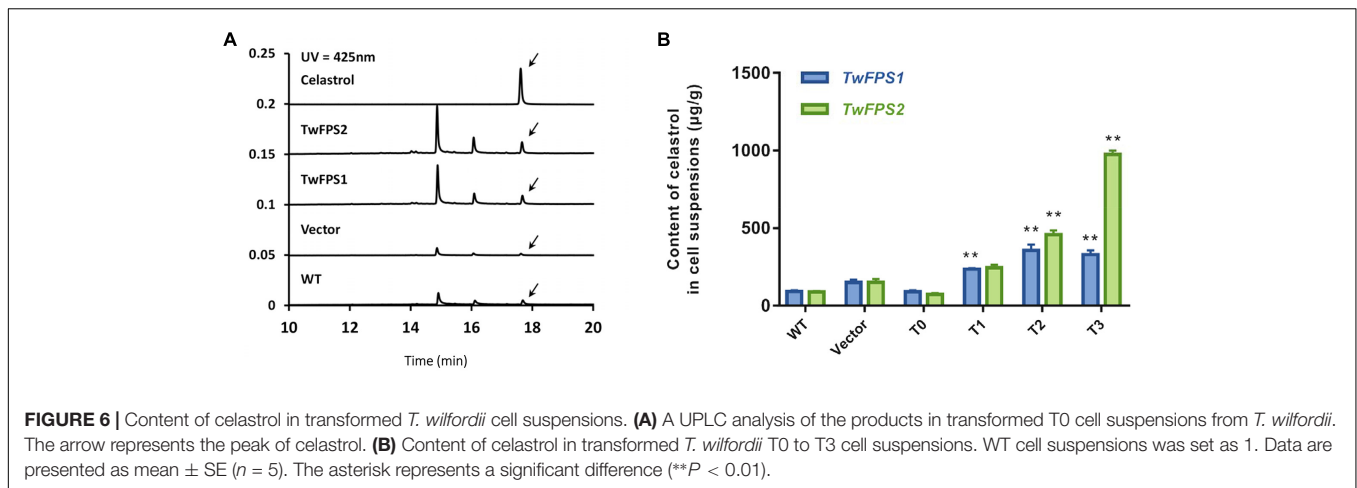 A
UV = 425nm
Celastrol
TwFPS2
TwFPS1
Vector
WT
0.25
0.2
0.15
0.1
0.05
0
10 12 14 16 18 20
Time (min)
B
TwFPS1
TwFPS2
Content of celastrol
in cell suspensions (μg/g)
1500
1000
500
0
** ** ** ** **
WT Vector T0 T1 T2 T3
FIGURE 6 | Content of celastrol in transformed T. wilfordii cell suspensions. (A) A UPLC analysis of the products in transformed T0 cell suspensions from T. wilfordii.
The arrow represents the peak of celastrol. (B) Content of celastrol in transformed T. wilfordii T0 to T3 cell suspensions. WT cell suspensions was set as 1. Data are
presented as mean ± SE (n = 5). The asterisk represents a significant difference (**P < 0.01).